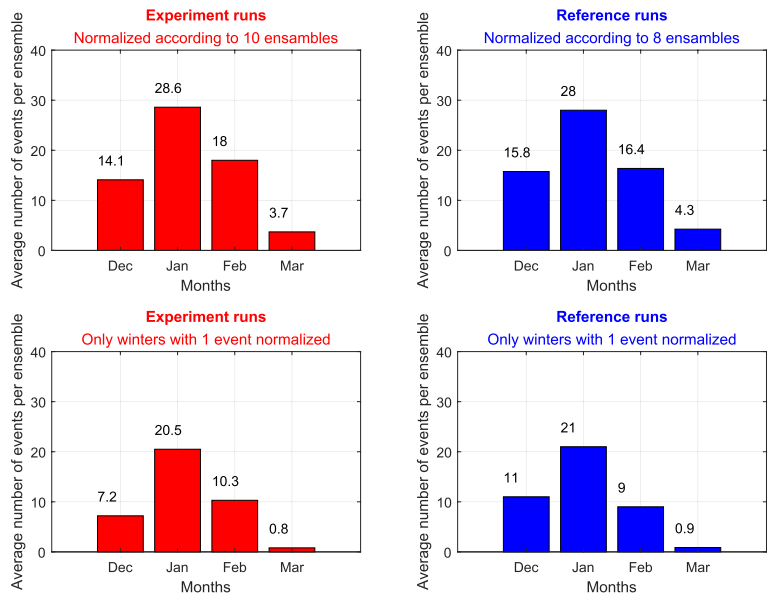 Experiment runs
Normalized according to 10 ensambles
Average number of events per ensemble
40
30
20
10
0
14.1
28.6
18
3.7
Dec Jan Feb Mar
Months
Reference runs
Normalized according to 8 ensambles
Average number of events per ensemble
40
30
20
10
0
15.8
28
16.4
4.3
Dec Jan Feb Mar
Months
Experiment runs
Only winters with 1 event normalized
Average number of events per ensemble
40
30
20
10
0
7.2
20.5
10.3
0.8
Dec Jan Feb Mar
Months
Reference runs
Only winters with 1 event normalized
Average number of events per ensemble
40
30
20
10
0
11
21
9
0.9
Dec Jan Feb Mar
Months